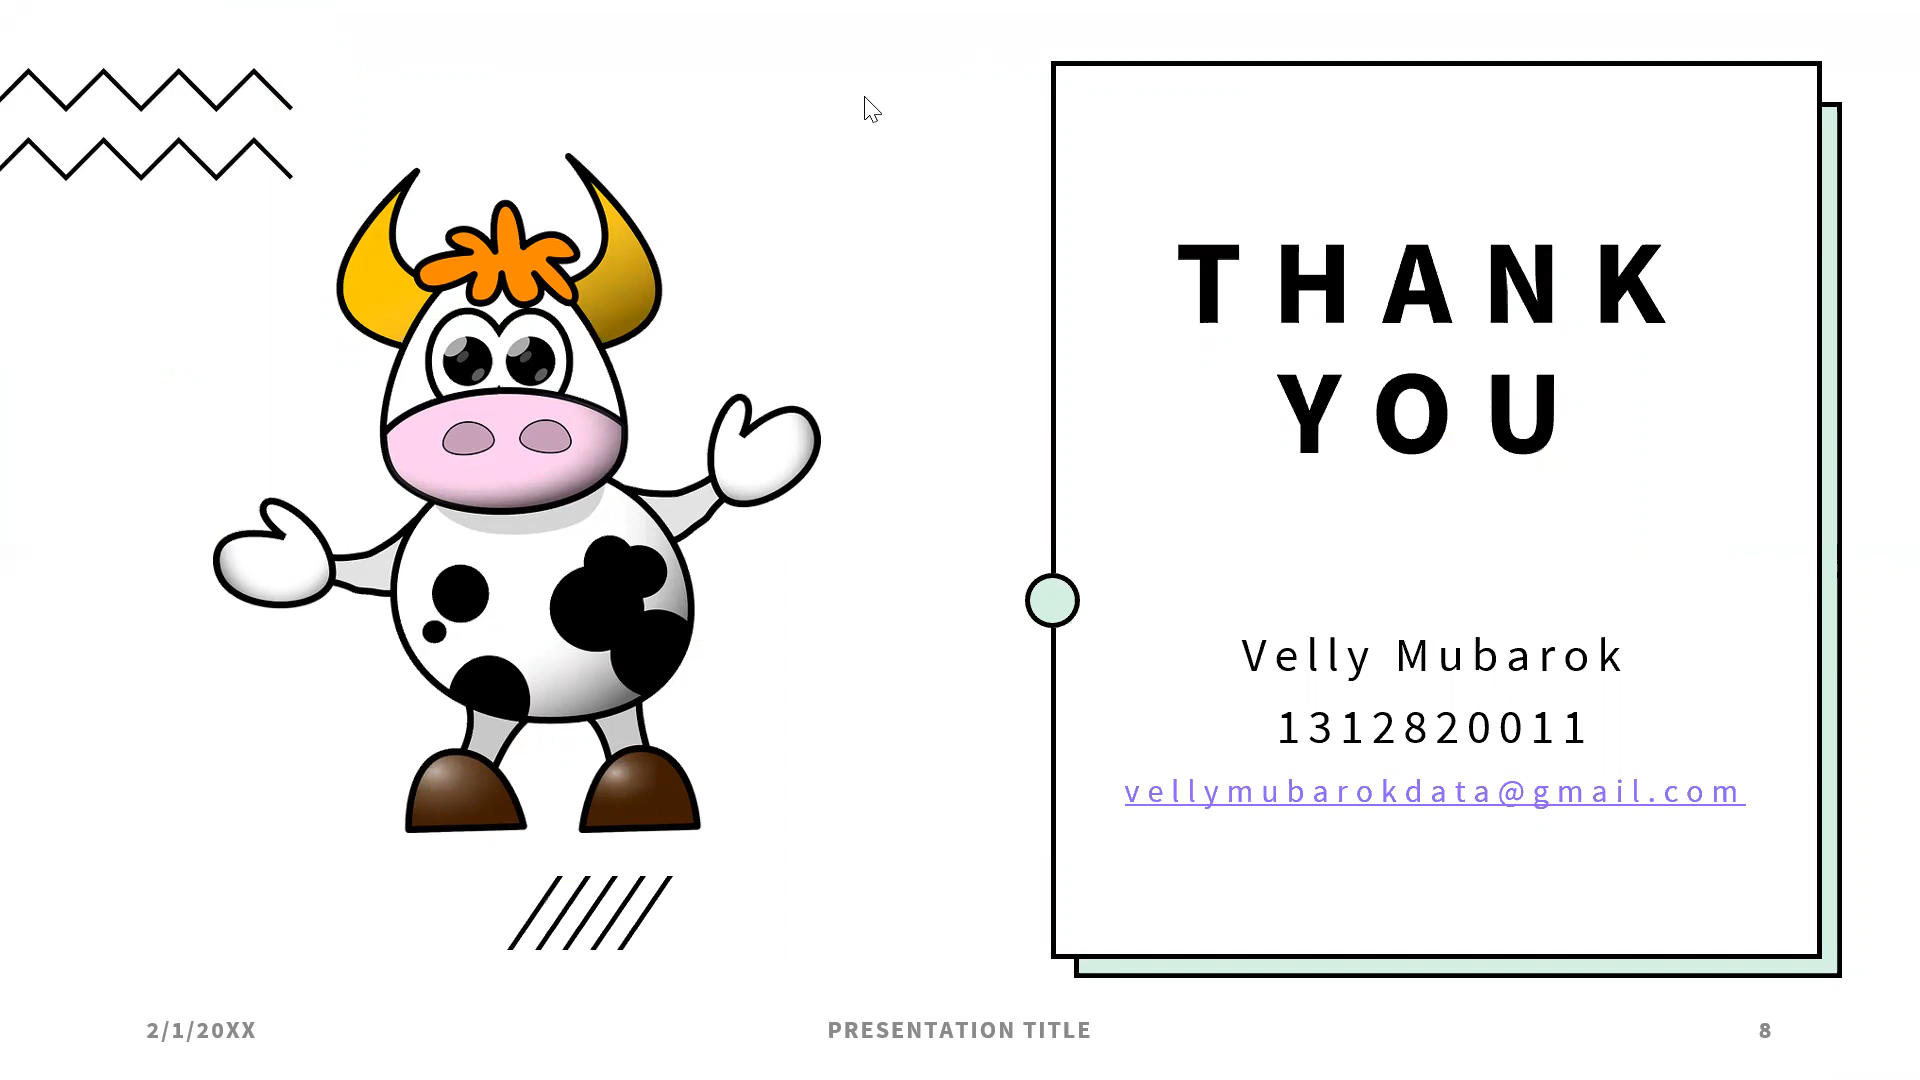 THANK
YOU
Velly Mubarok
1312820011
vellymubarokdata@gmail.com
2/1/20XX
PRESENTATION TITLE
8